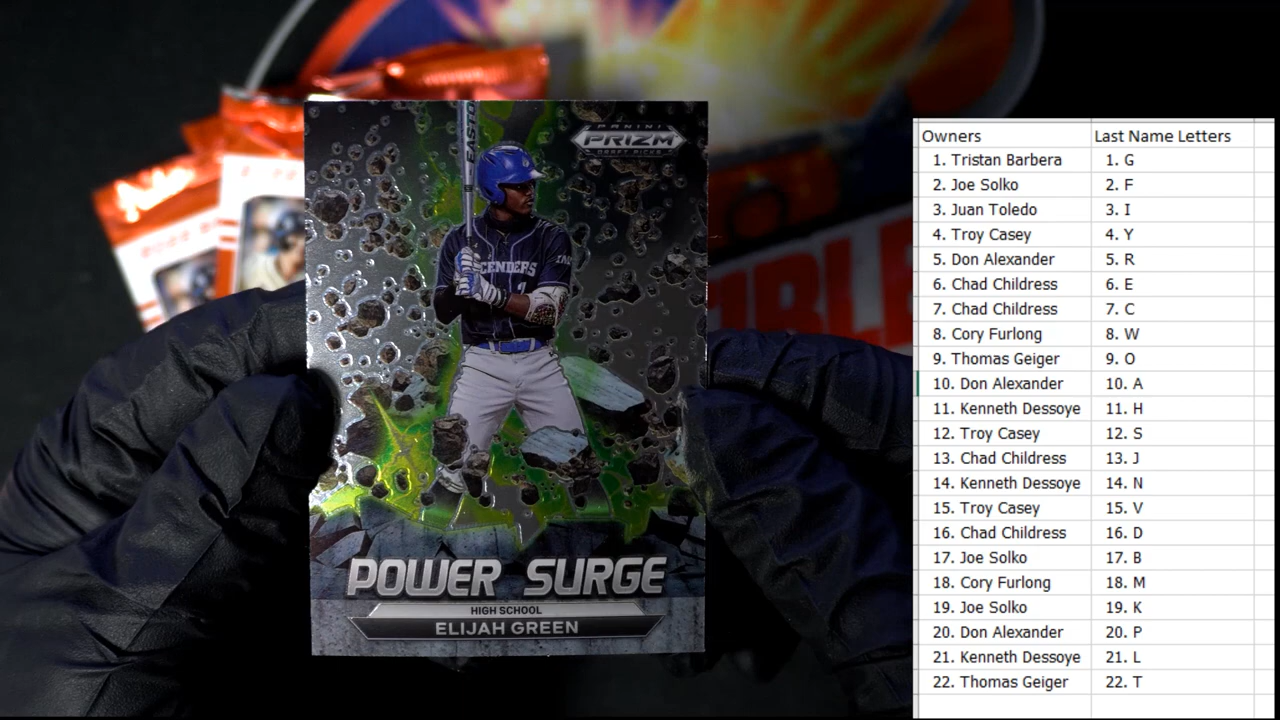 EASTON
PANINI
PRIZM
DRAFT PICKS
POWER SURGE
HIGH SCHOOL
ELIJAH GREEN
Owners Last Name Letters
1. Tristan Barbera 1. G
2. Joe Solko 2. F
3. Juan Toledo 3. I
4. Troy Casey 4. Y
5. Don Alexander 5. R
6. Chad Childress 6. E
7. Chad Childress 7. C
8. Cory Furlong 8. W
9. Thomas Geiger 9. O
10. Don Alexander 10. A
11. Kenneth Dessoye 11. H
12. Troy Casey 12. S
13. Chad Childress 13. J
14. Kenneth Dessoye 14. N
15. Troy Casey 15. V
16. Chad Childress 16. D
17. Joe Solko 17. B
18. Cory Furlong 18. M
19. Joe Solko 19. K
20. Don Alexander 20. P
21. Kenneth Dessoye 21. L
22. Thomas Geiger 22. T